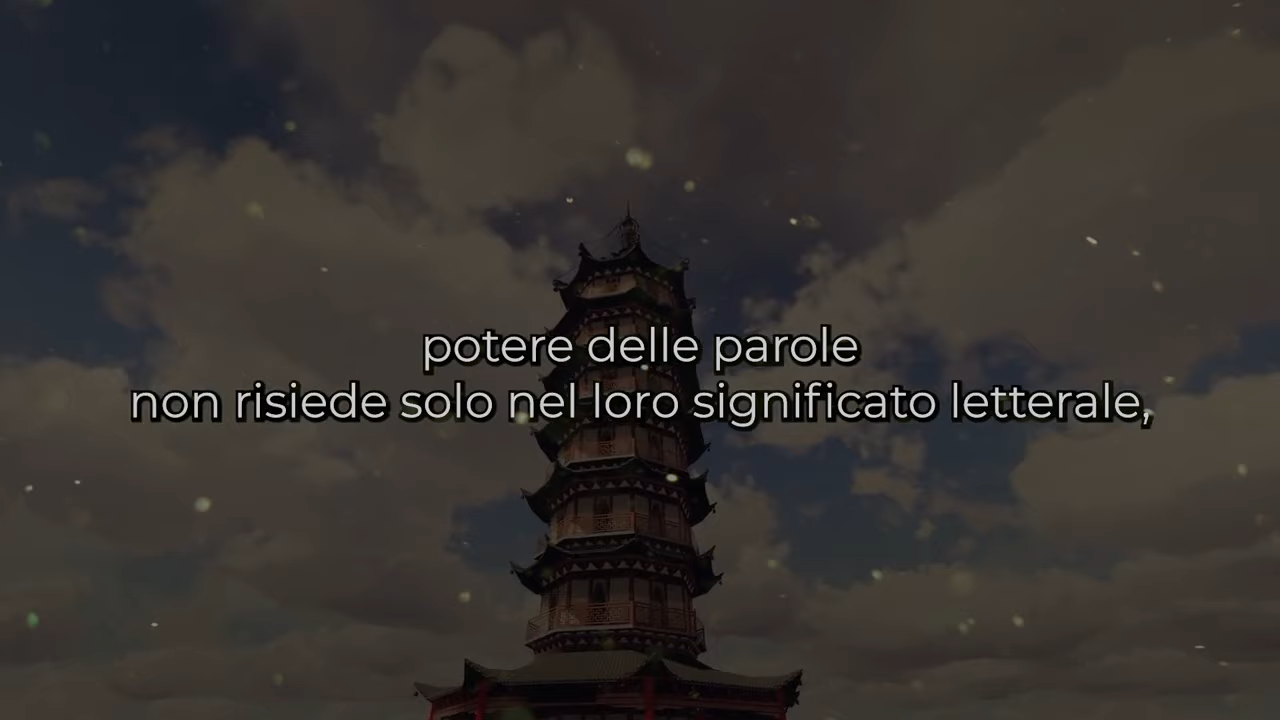 potere delle parole
non risiede solo nel loro significato letterale,